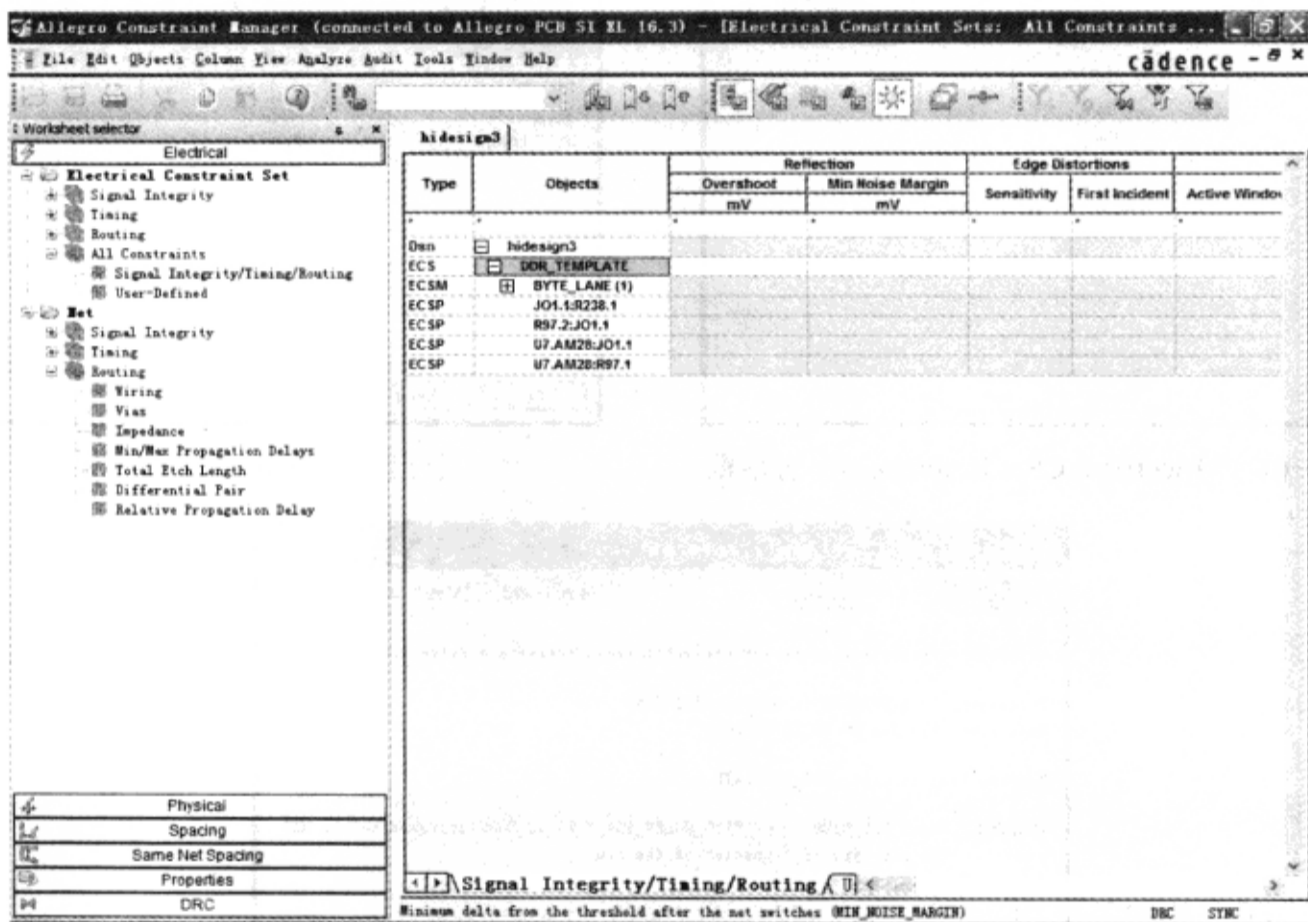 Allegro Constraint Manager (connected to Allegro PCB SI XL 16.3) - [Electrical Constraint Sets: All Constraints ...
File Edit Objects Column View Analyze Audit Tools Window Help
cādence
Worksheet selector
Electrical
Electrical Constraint Set
Signal Integrity
Timing
Routing
All Constraints
Signal Integrity/Timing/Routing
User-Defined
Net
Signal Integrity
Timing
Routing
Wiring
Vias
Impedance
Min/Max Propagation Delays
Total Etch Length
Differential Pair
Relative Propagation Delay
Physical
Spacing
Same Net Spacing
Properties
DRC
hidesign3
Type Objects Reflection Edge Distortions
Overshoot Min Noise Margin Sensitivity First Incident Active Window
mV mV
* * * * * *
Dsn hidesign3
ECS DDR_TEMPLATE
ECSM BYTE_LANE (1)
ECSP JO1.1:R238.1
ECSP R97.2:JO1.1
ECSP U7.AM28:JO1.1
ECSP U7.AM28:R97.1
Signal Integrity/Timing/Routing U
Minimum delta from the threshold after the net switches (MIN_NOISE_MARGIN) DRC SYNC